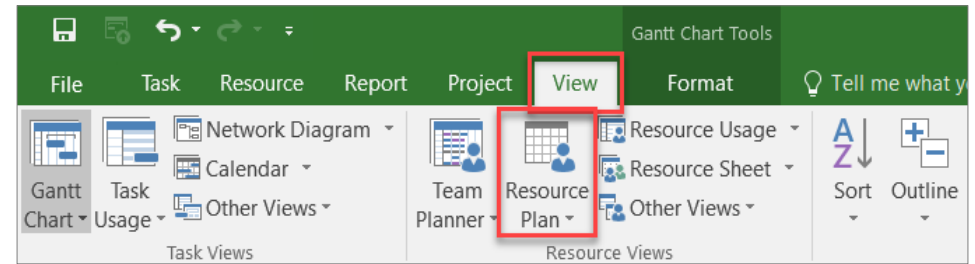 Gantt Chart Tools
File Task Resource Report Project View Format Tell me what y
Network Diagram Resource Usage A
Calendar Resource Sheet Z
Gantt Task Team Resource Sort Outline
Chart Usage Other Views Planner Plan Other Views
Task Views Resource Views